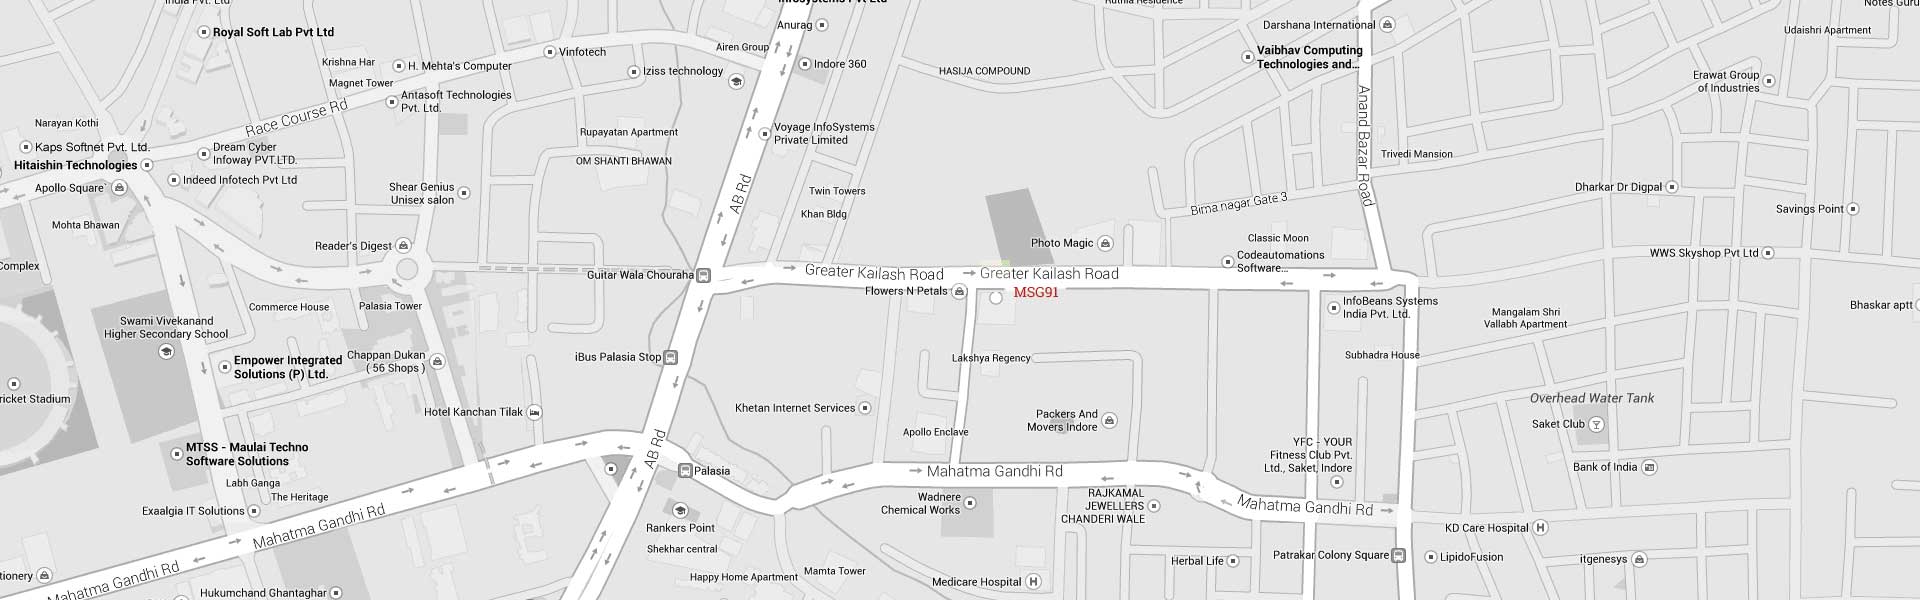 India Pvt. Ltd
Infosystems Pvt Ltd
Ruthia Residence
Notes Guru
Royal Soft Lab Pvt Ltd
Anurag
Darshana International
Udaishri Apartment
Vinfotech
Airen Group
Vaibhav Computing
Technologies and...
Krishna Har
H. Mehta's Computer
Iziss technology
Indore 360
HASIJA COMPOUND
Erawat Group
of Industries
Magnet Tower
Antasoft Technologies
Pvt. Ltd.
Race Course Rd
Anand Bazar Road
Narayan Kothi
Rupayatan Apartment
Voyage InfoSystems
Private Limited
Kaps Softnet Pvt. Ltd.
Dream Cyber
Infoway PVT.LTD.
OM SHANTI BHAWAN
Trivedi Mansion
Hitaishin Technologies
Indeed Infotech Pvt Ltd
Apollo Square
Shear Genius
Unisex salon
AB Rd
Twin Towers
Dharkar Dr Digpal
Khan Bldg
Birna nagar Gate 3
Savings Point
Mohta Bhawan
Reader's Digest
Photo Magic
Classic Moon
Codeautomations
Software...
WWS Skyshop Pvt Ltd
Complex
Guitar Wala Chouraha
Greater Kailash Road
Greater Kailash Road
Flowers N Petals
MSG91
Commerce House
Palasia Tower
InfoBeans Systems
India Pvt. Ltd.
Mangalam Shri
Vallabh Apartment
Bhaskar aptt
Swami Vivekanand
Higher Secondary School
Empower Integrated
Solutions (P) Ltd.
Chappan Dukan
( 56 Shops )
iBus Palasia Stop
Lakshya Regency
Subhadra House
ricket Stadium
Hotel Kanchan Tilak
Khetan Internet Services
Packers And
Movers Indore
Overhead Water Tank
Saket Club
Apollo Enclave
AB Rd
MTSS - Maulai Techno
Software Solutions
YFC - YOUR
Fitness Club Pvt.
Ltd., Saket, Indore
Palasia
Mahatma Gandhi Rd
Bank of India
Labh Ganga
The Heritage
Wadnere
Chemical Works
RAJKAMAL
JEWELLERS
CHANDERI WALE
Mahatma Gandhi Rd
Exaalgia IT Solutions
Mahatma Gandhi Rd
Rankers Point
KD Care Hospital
Shekhar central
Patrakar Colony Square
LipidoFusion
Herbal Life
itgenesys
Mahatma Gandhi Rd
tionery
Happy Home Apartment
Mamta Tower
Medicare Hospital
Hukumchand Ghantaghar